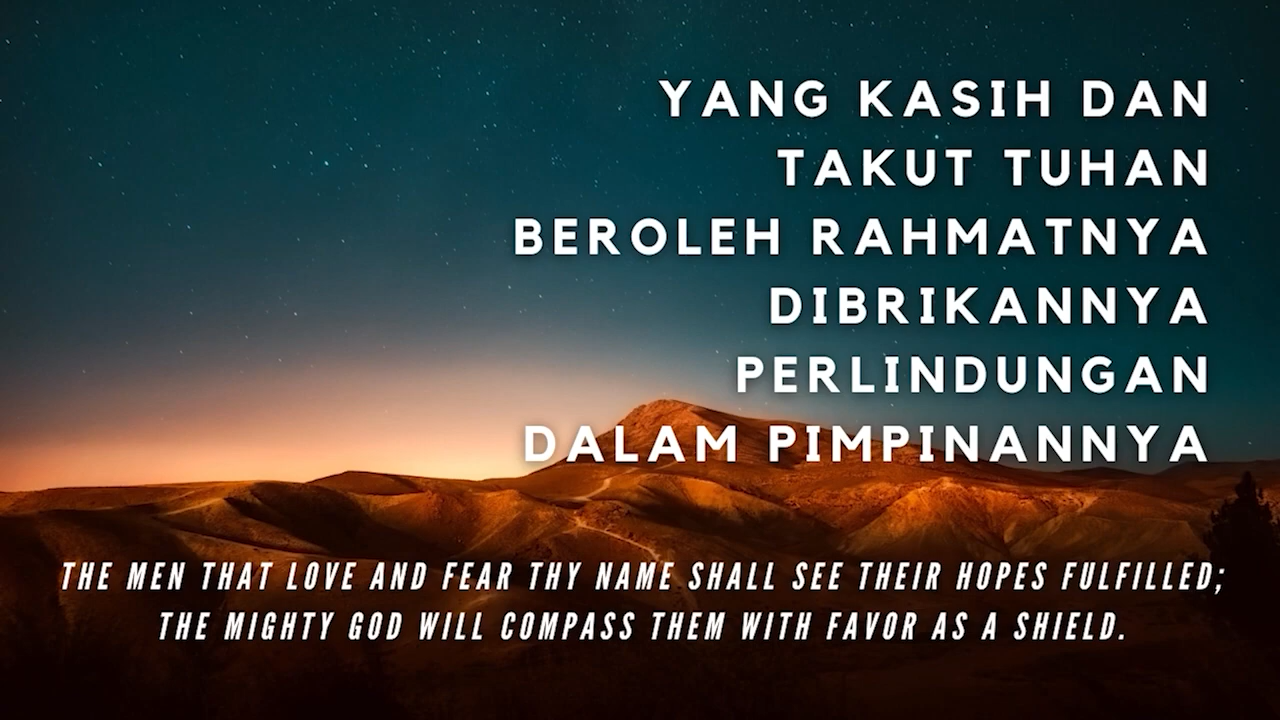 YANG KASIH DAN
TAKUT TUHAN
BEROLEH RAHMATNYA
DIBRIKANNYA
PERLINDUNGAN
DALAM PIMPINANNYA
THE MEN THAT LOVE AND FEAR THY NAME SHALL SEE THEIR HOPES FULFILLED;
THE MIGHTY GOD WILL COMPASS THEM WITH FAVOR AS A SHIELD.